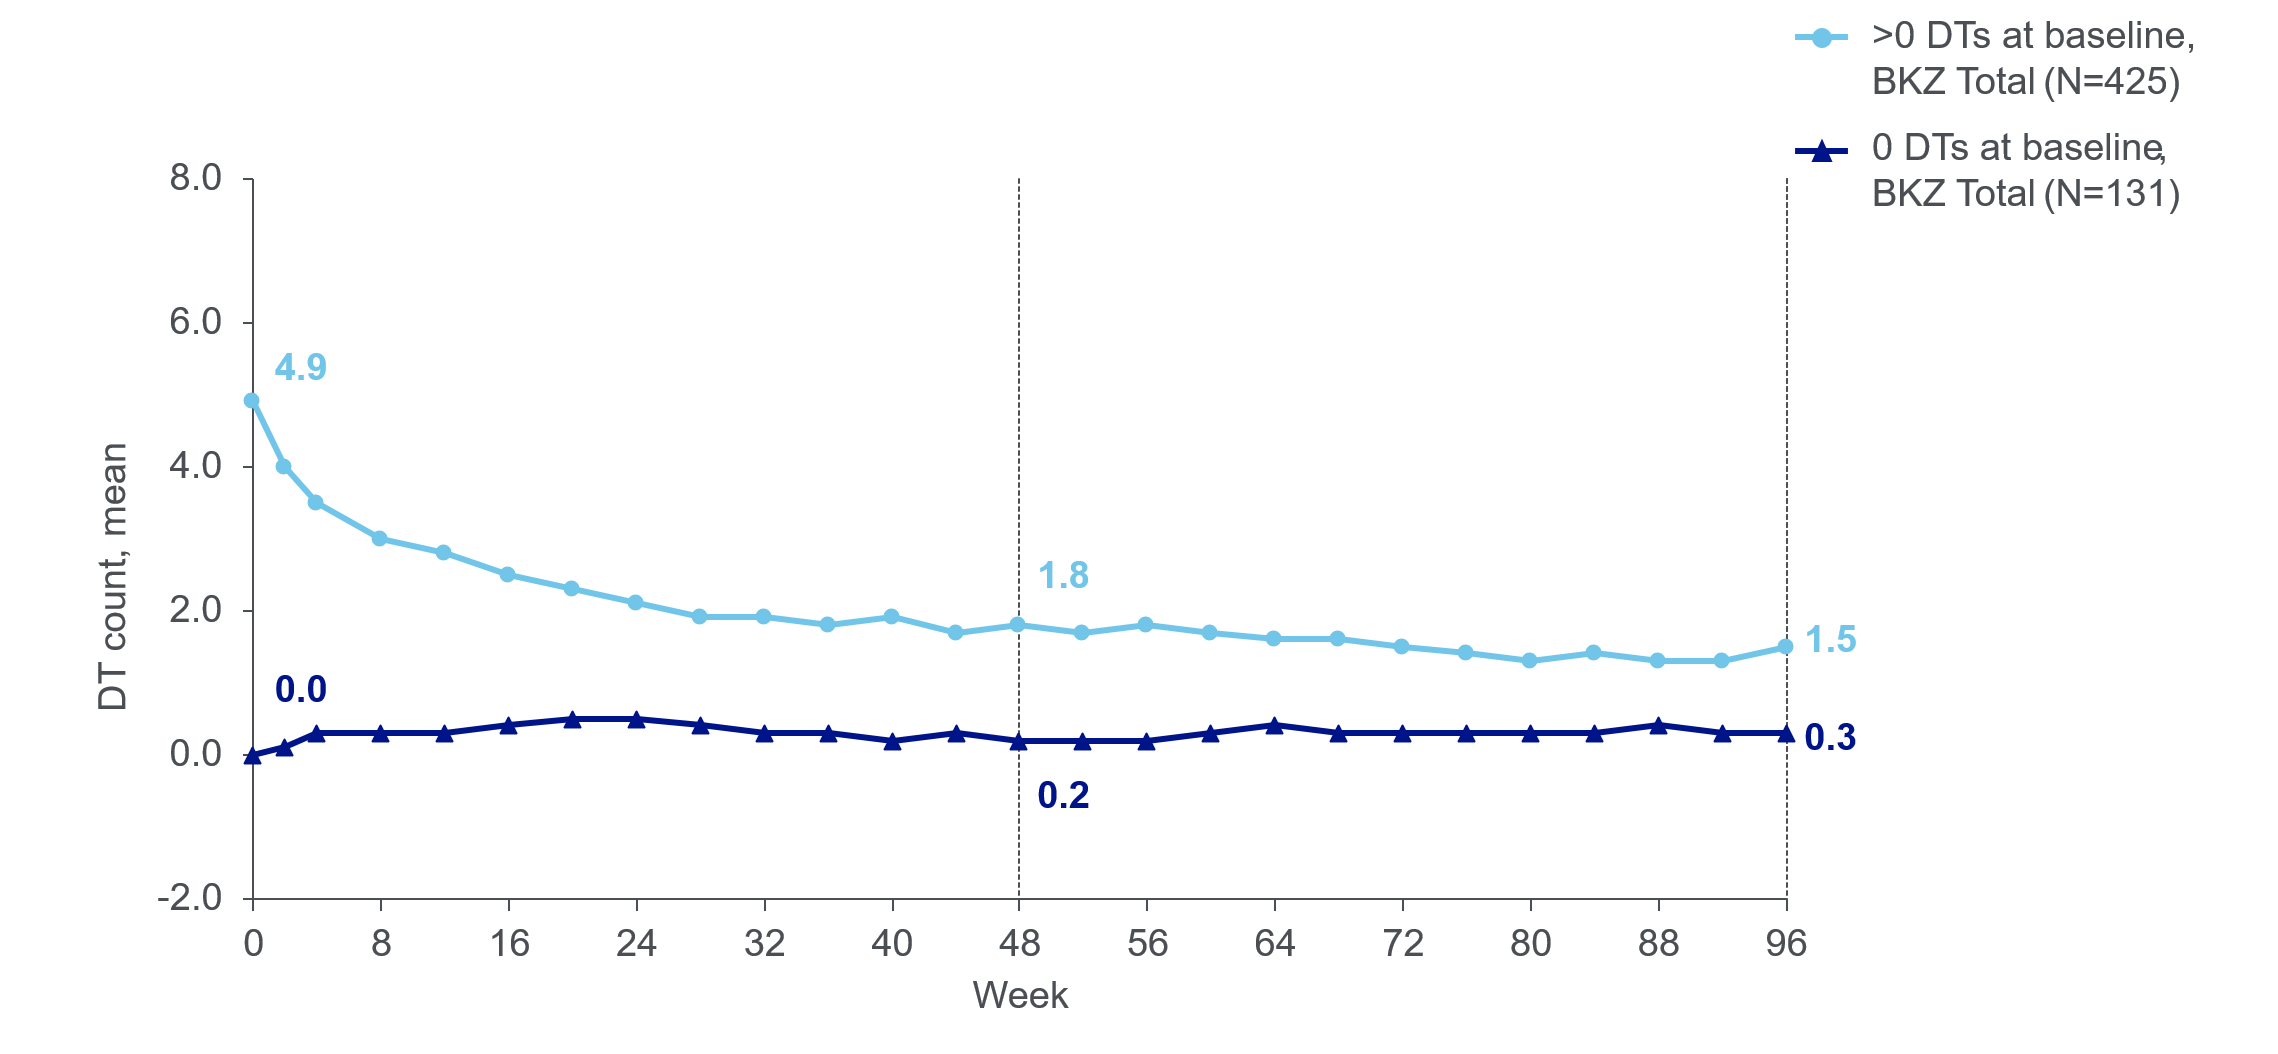 >0 DTs at baseline,
BKZ Total (N=425)
0 DTs at baseline,
BKZ Total (N=131)
8.0
6.0
4.0
2.0
0.0
-2.0
DT count, mean
4.9
1.8
1.5
0.0
0.2
0.3
0 8 16 24 32 40 48 56 64 72 80 88 96
Week